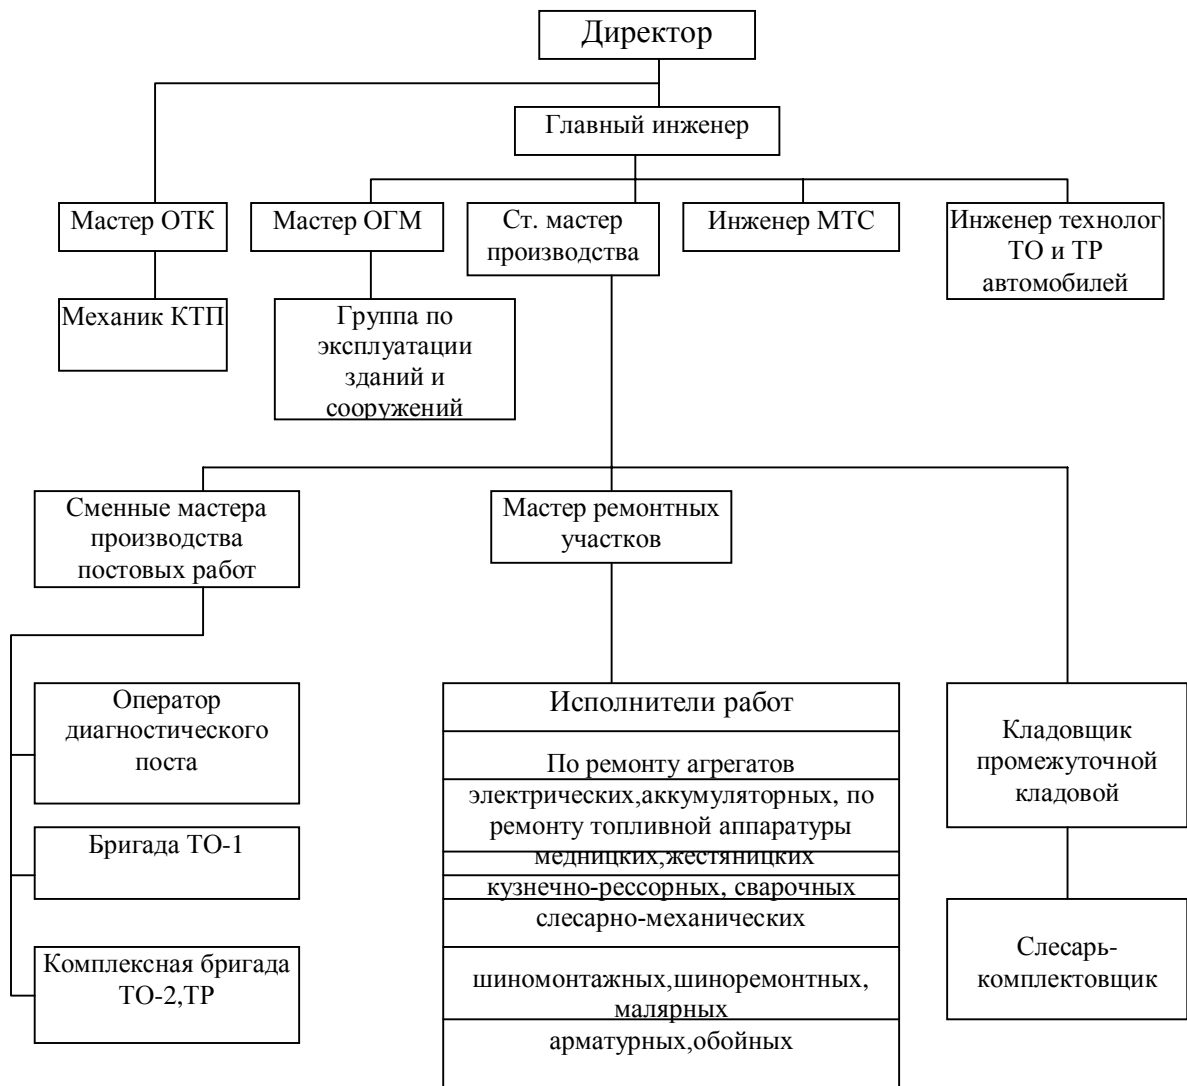 Директор
Главный инженер
Мастер ОТК
Мастер ОГМ
Ст. мастер
производства
Инженер МТС
Инженер технолог
ТО и ТР
автомобилей
Механик КТП
Группа по
эксплуатации
зданий и
сооружений
Сменные мастера
производства
постовых работ
Мастер ремонтных
участков
Оператор
диагностического
поста
Бригада ТО-1
Комплексная бригада
ТО-2,ТР
Исполнители работ
По ремонту агрегатов
электрических,аккумуляторных, по
ремонту топливной аппаратуры
медницких,жестяницких
кузнечно-рессорных, сварочных
слесарно-механических
шиномонтажных,шиноремонтных,
малярных
арматурных,обойных
Кладовщик
промежуточной
кладовой
Слесарь-
комплектовщик